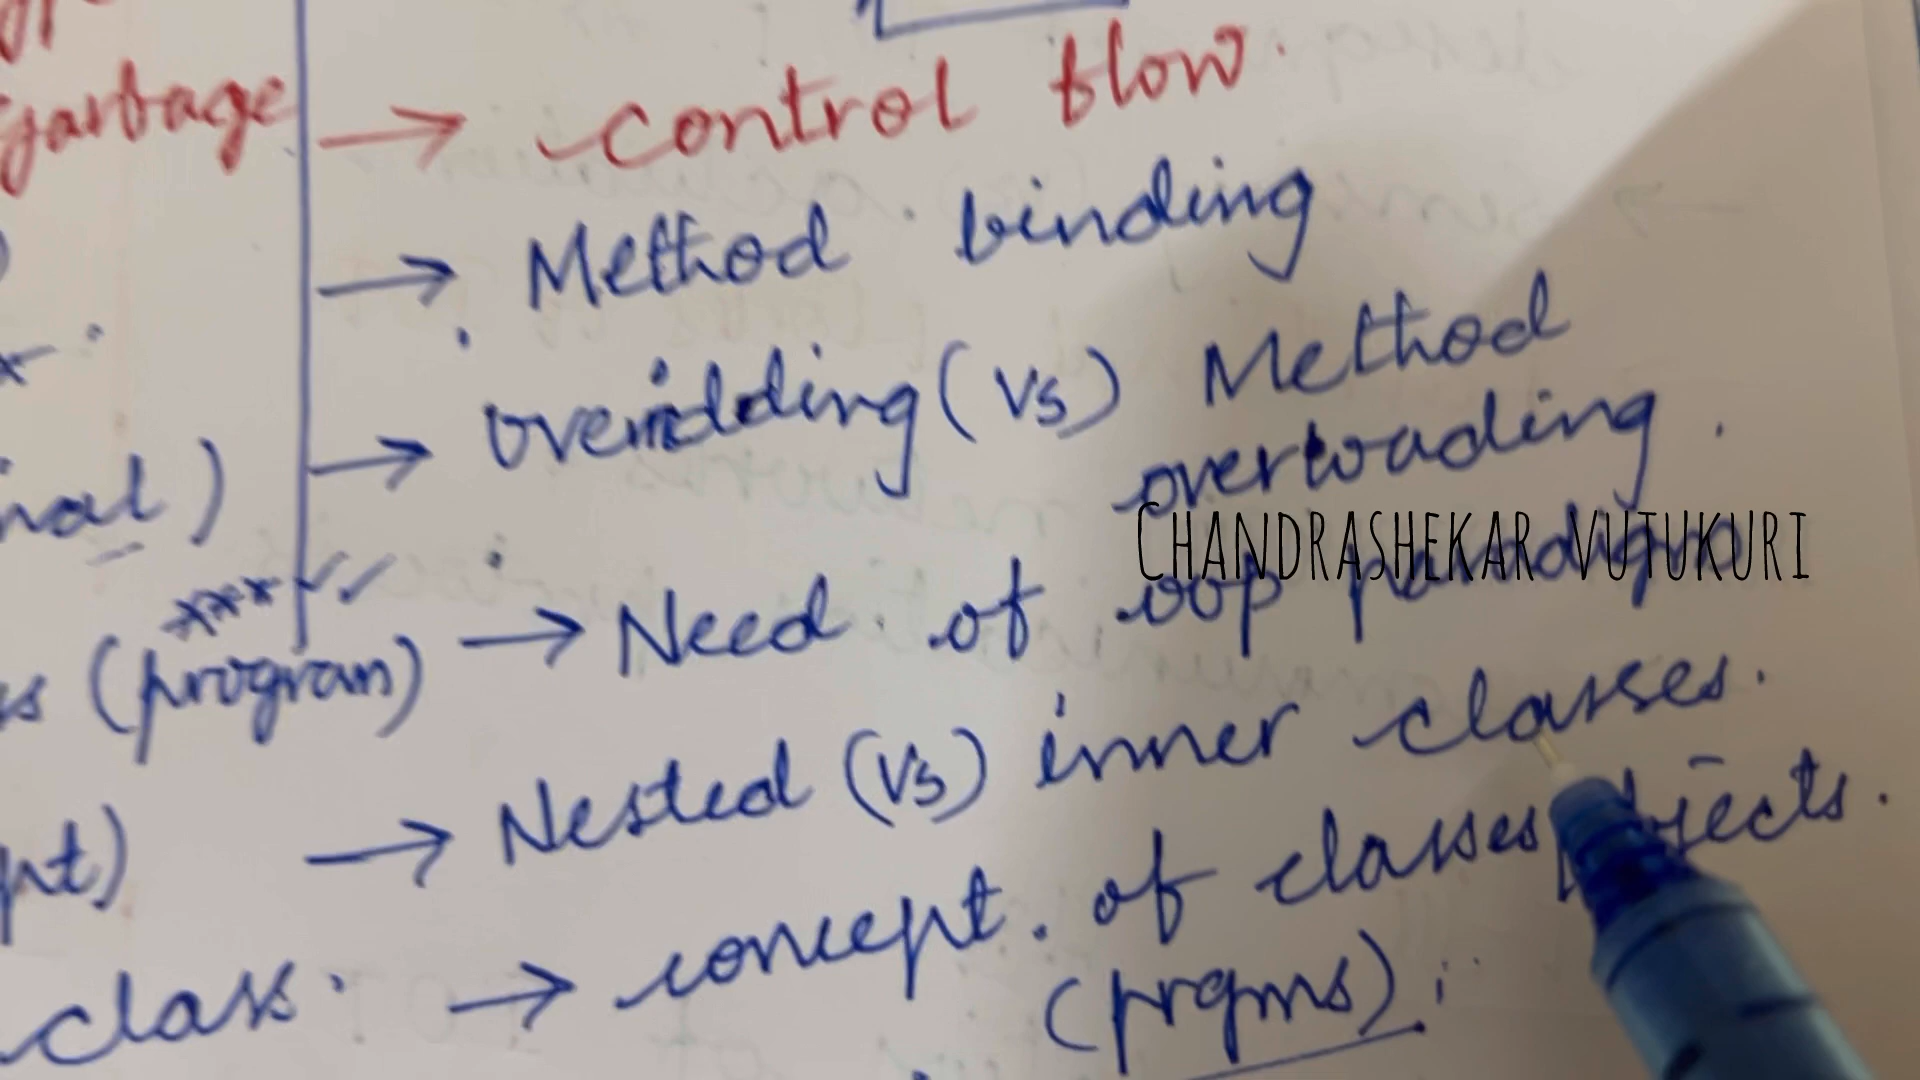 garbage → control flow.
→ Method binding
→ overidding (vs) Method
overloading.
CHANDRASHEKAR VUTUKURI
(program) → Need of oop
→ Nested (vs) inner classes.
→ concept of classes
class.
(prgms)